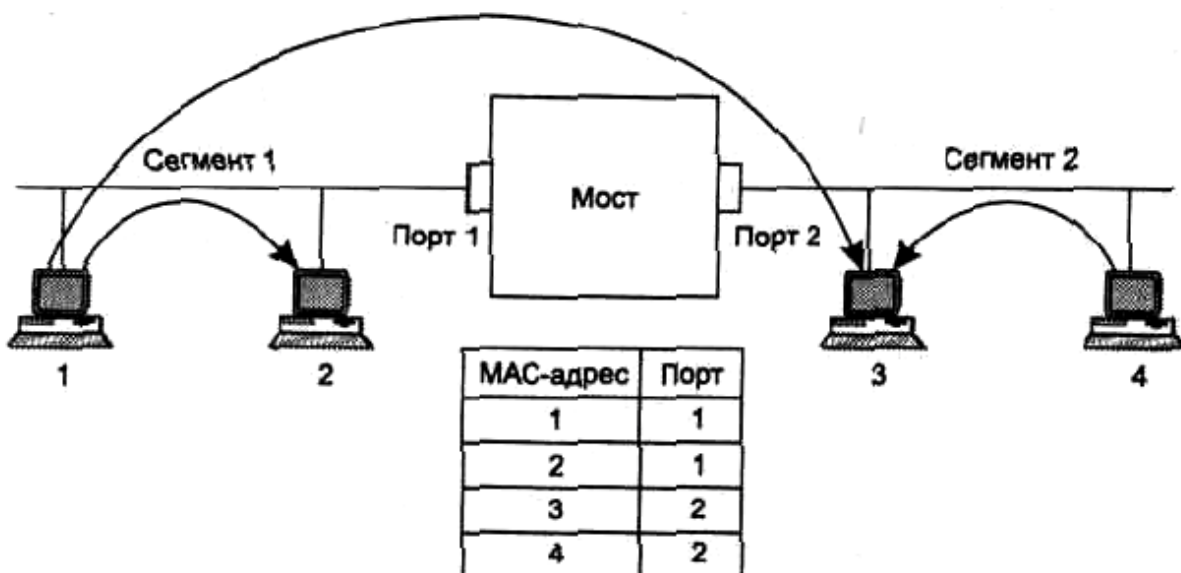 Сегмент 1
Сегмент 2
Мост
Порт 1
Порт 2
1
2
3
4
МАС-адрес Порт
1 1
2 1
3 2
4 2